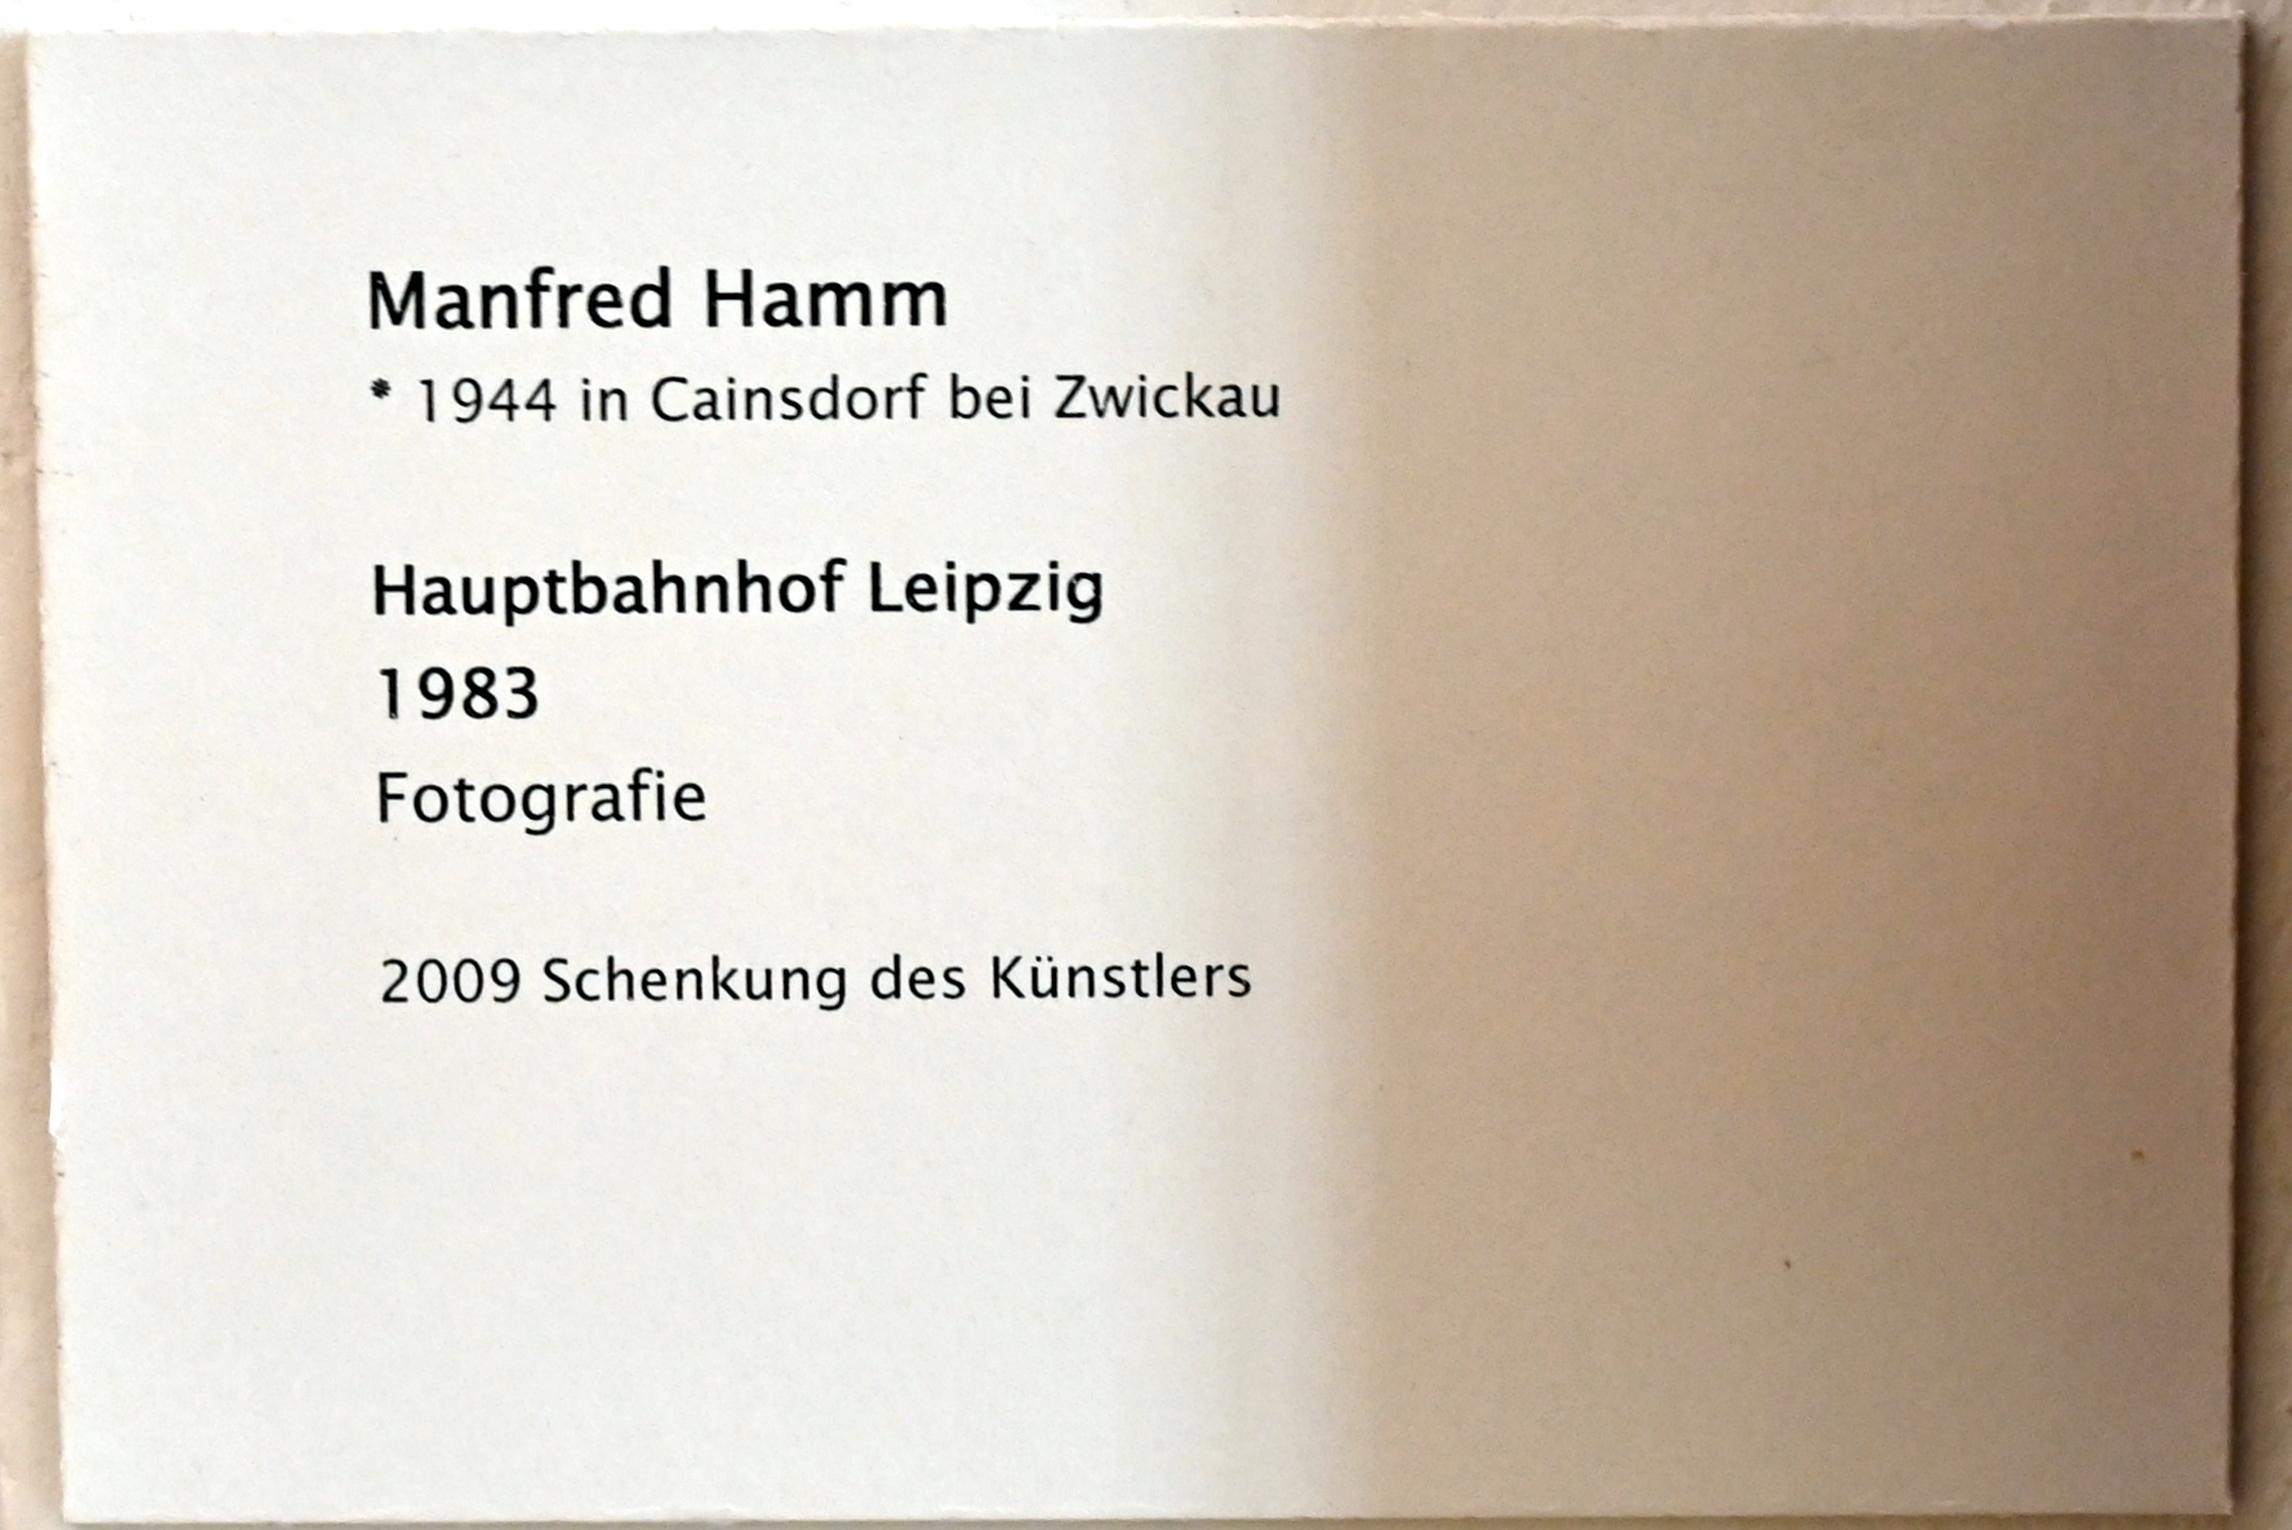 Manfred Hamm
* 1944 in Cainsdorf bei Zwickau
Hauptbahnhof Leipzig
1983
Fotografie
2009 Schenkung des Künstlers